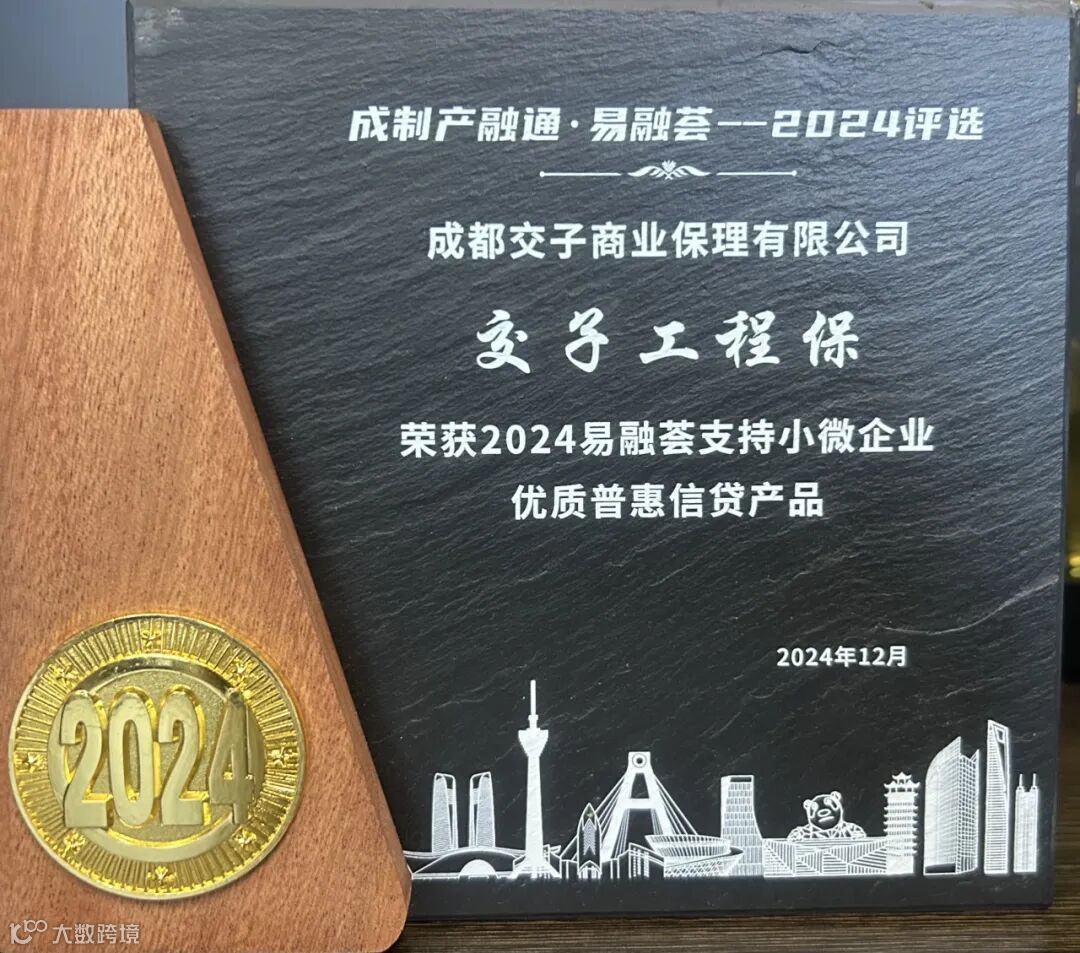 成制产融通·易融荟——2024评选
成都交子商业保理有限公司
交子工程保
荣获2024易融荟支持小微企业
优质普惠信贷产品
2024年12月
2024
大数跨境